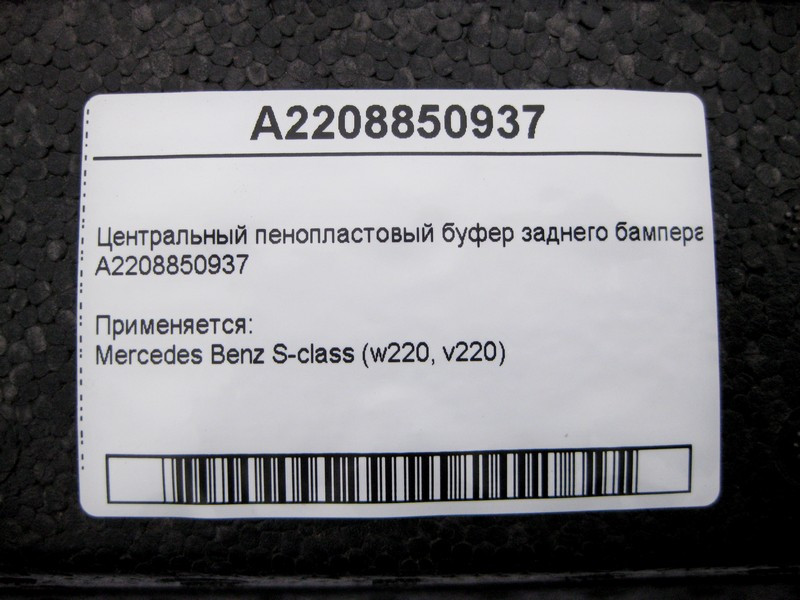 A2208850937
Центральный пенопластовый буфер заднего бампера
A2208850937
Применяется:
Mercedes Benz S-class (w220, v220)